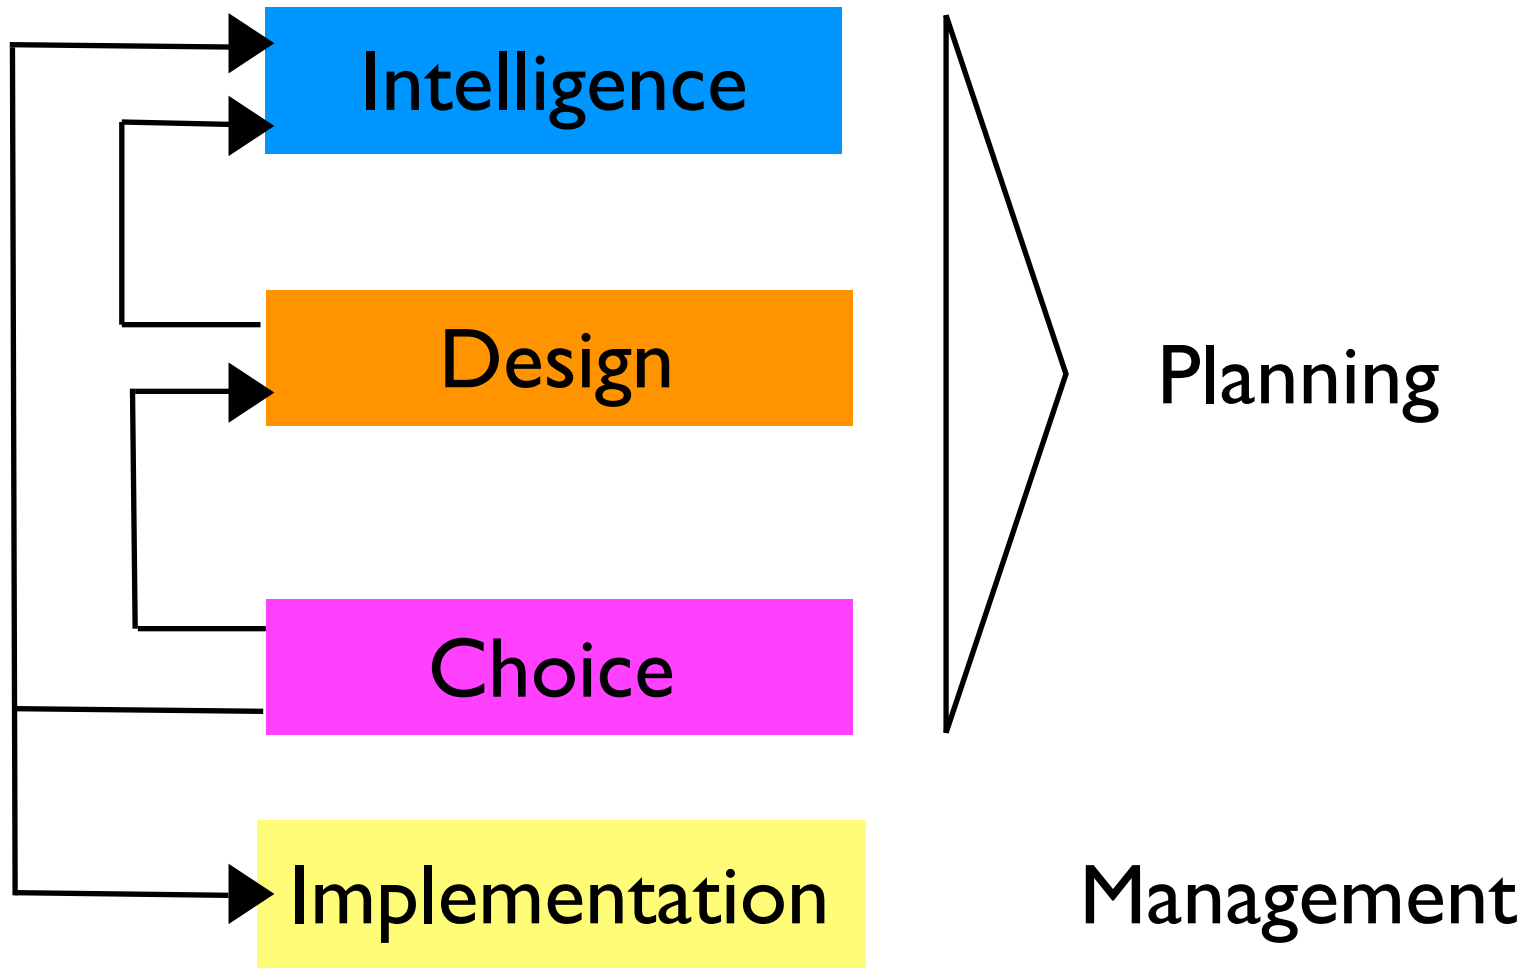 Intelligence
Design
Planning
Choice
Implementation
Management